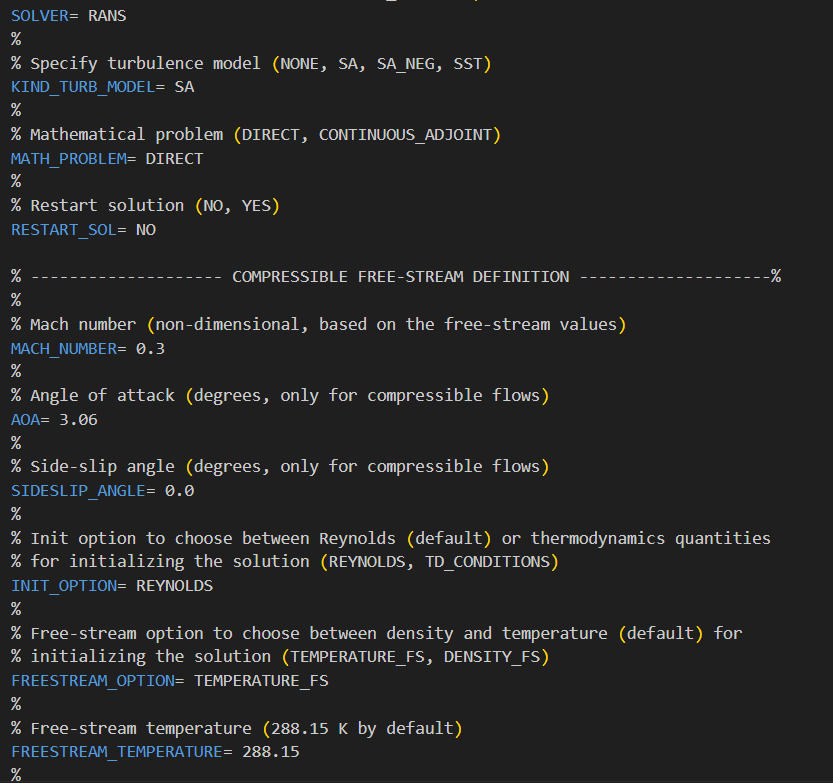 SOLVER= RANS
%
% Specify turbulence model (NONE, SA, SA_NEG, SST)
KIND_TURB_MODEL= SA
%
% Mathematical problem (DIRECT, CONTINUOUS_ADJOINT)
MATH_PROBLEM= DIRECT
%
% Restart solution (NO, YES)
RESTART_SOL= NO

% -------------------- COMPRESSIBLE FREE-STREAM DEFINITION --------------------%
%
% Mach number (non-dimensional, based on the free-stream values)
MACH_NUMBER= 0.3
%
% Angle of attack (degrees, only for compressible flows)
AOA= 3.06
%
% Side-slip angle (degrees, only for compressible flows)
SIDESLIP_ANGLE= 0.0
%
% Init option to choose between Reynolds (default) or thermodynamics quantities
% for initializing the solution (REYNOLDS, TD_CONDITIONS)
INIT_OPTION= REYNOLDS
%
% Free-stream option to choose between density and temperature (default) for
% initializing the solution (TEMPERATURE_FS, DENSITY_FS)
FREESTREAM_OPTION= TEMPERATURE_FS
%
% Free-stream temperature (288.15 K by default)
FREESTREAM_TEMPERATURE= 288.15
%